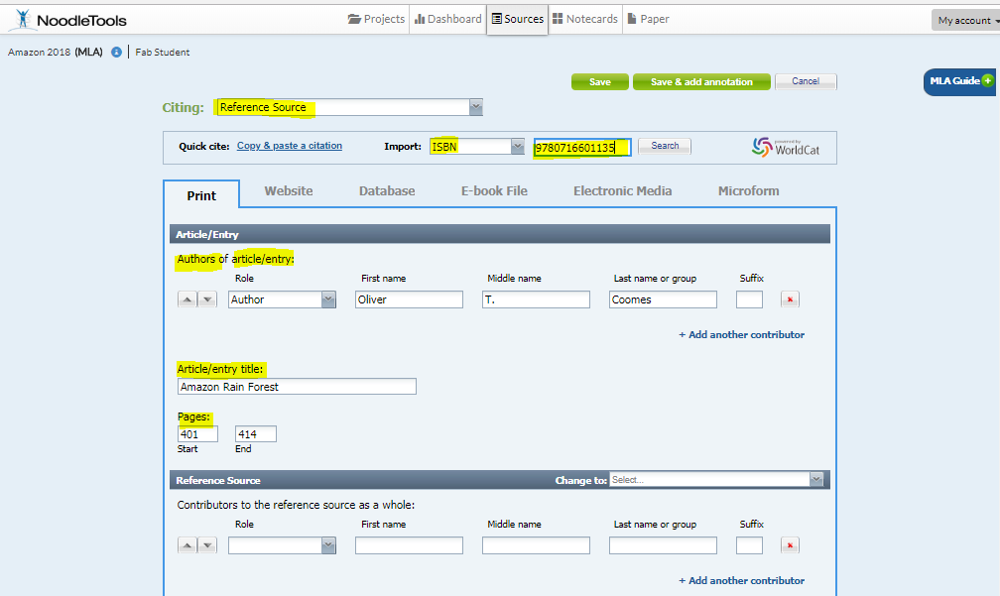 NoodleTools Projects Dashboard Sources Notecards Paper My account
Amazon 2018 (MLA) i Fab Student
Save Save & add annotation Cancel MLA Guide +
Citing: Reference Source
Quick cite: Copy & paste a citation Import: ISBN 9780716601135 Search powered by WorldCat
Print Website Database E-book File Electronic Media Microform
Article/Entry
Authors of article/entry:
Role First name Middle name Last name or group Suffix
Author Oliver T. Coomes x
+ Add another contributor
Article/entry title:
Amazon Rain Forest
Pages:
401 414
Start End
Reference Source Change to: Select...
Contributors to the reference source as a whole:
Role First name Middle name Last name or group Suffix
x
+ Add another contributor